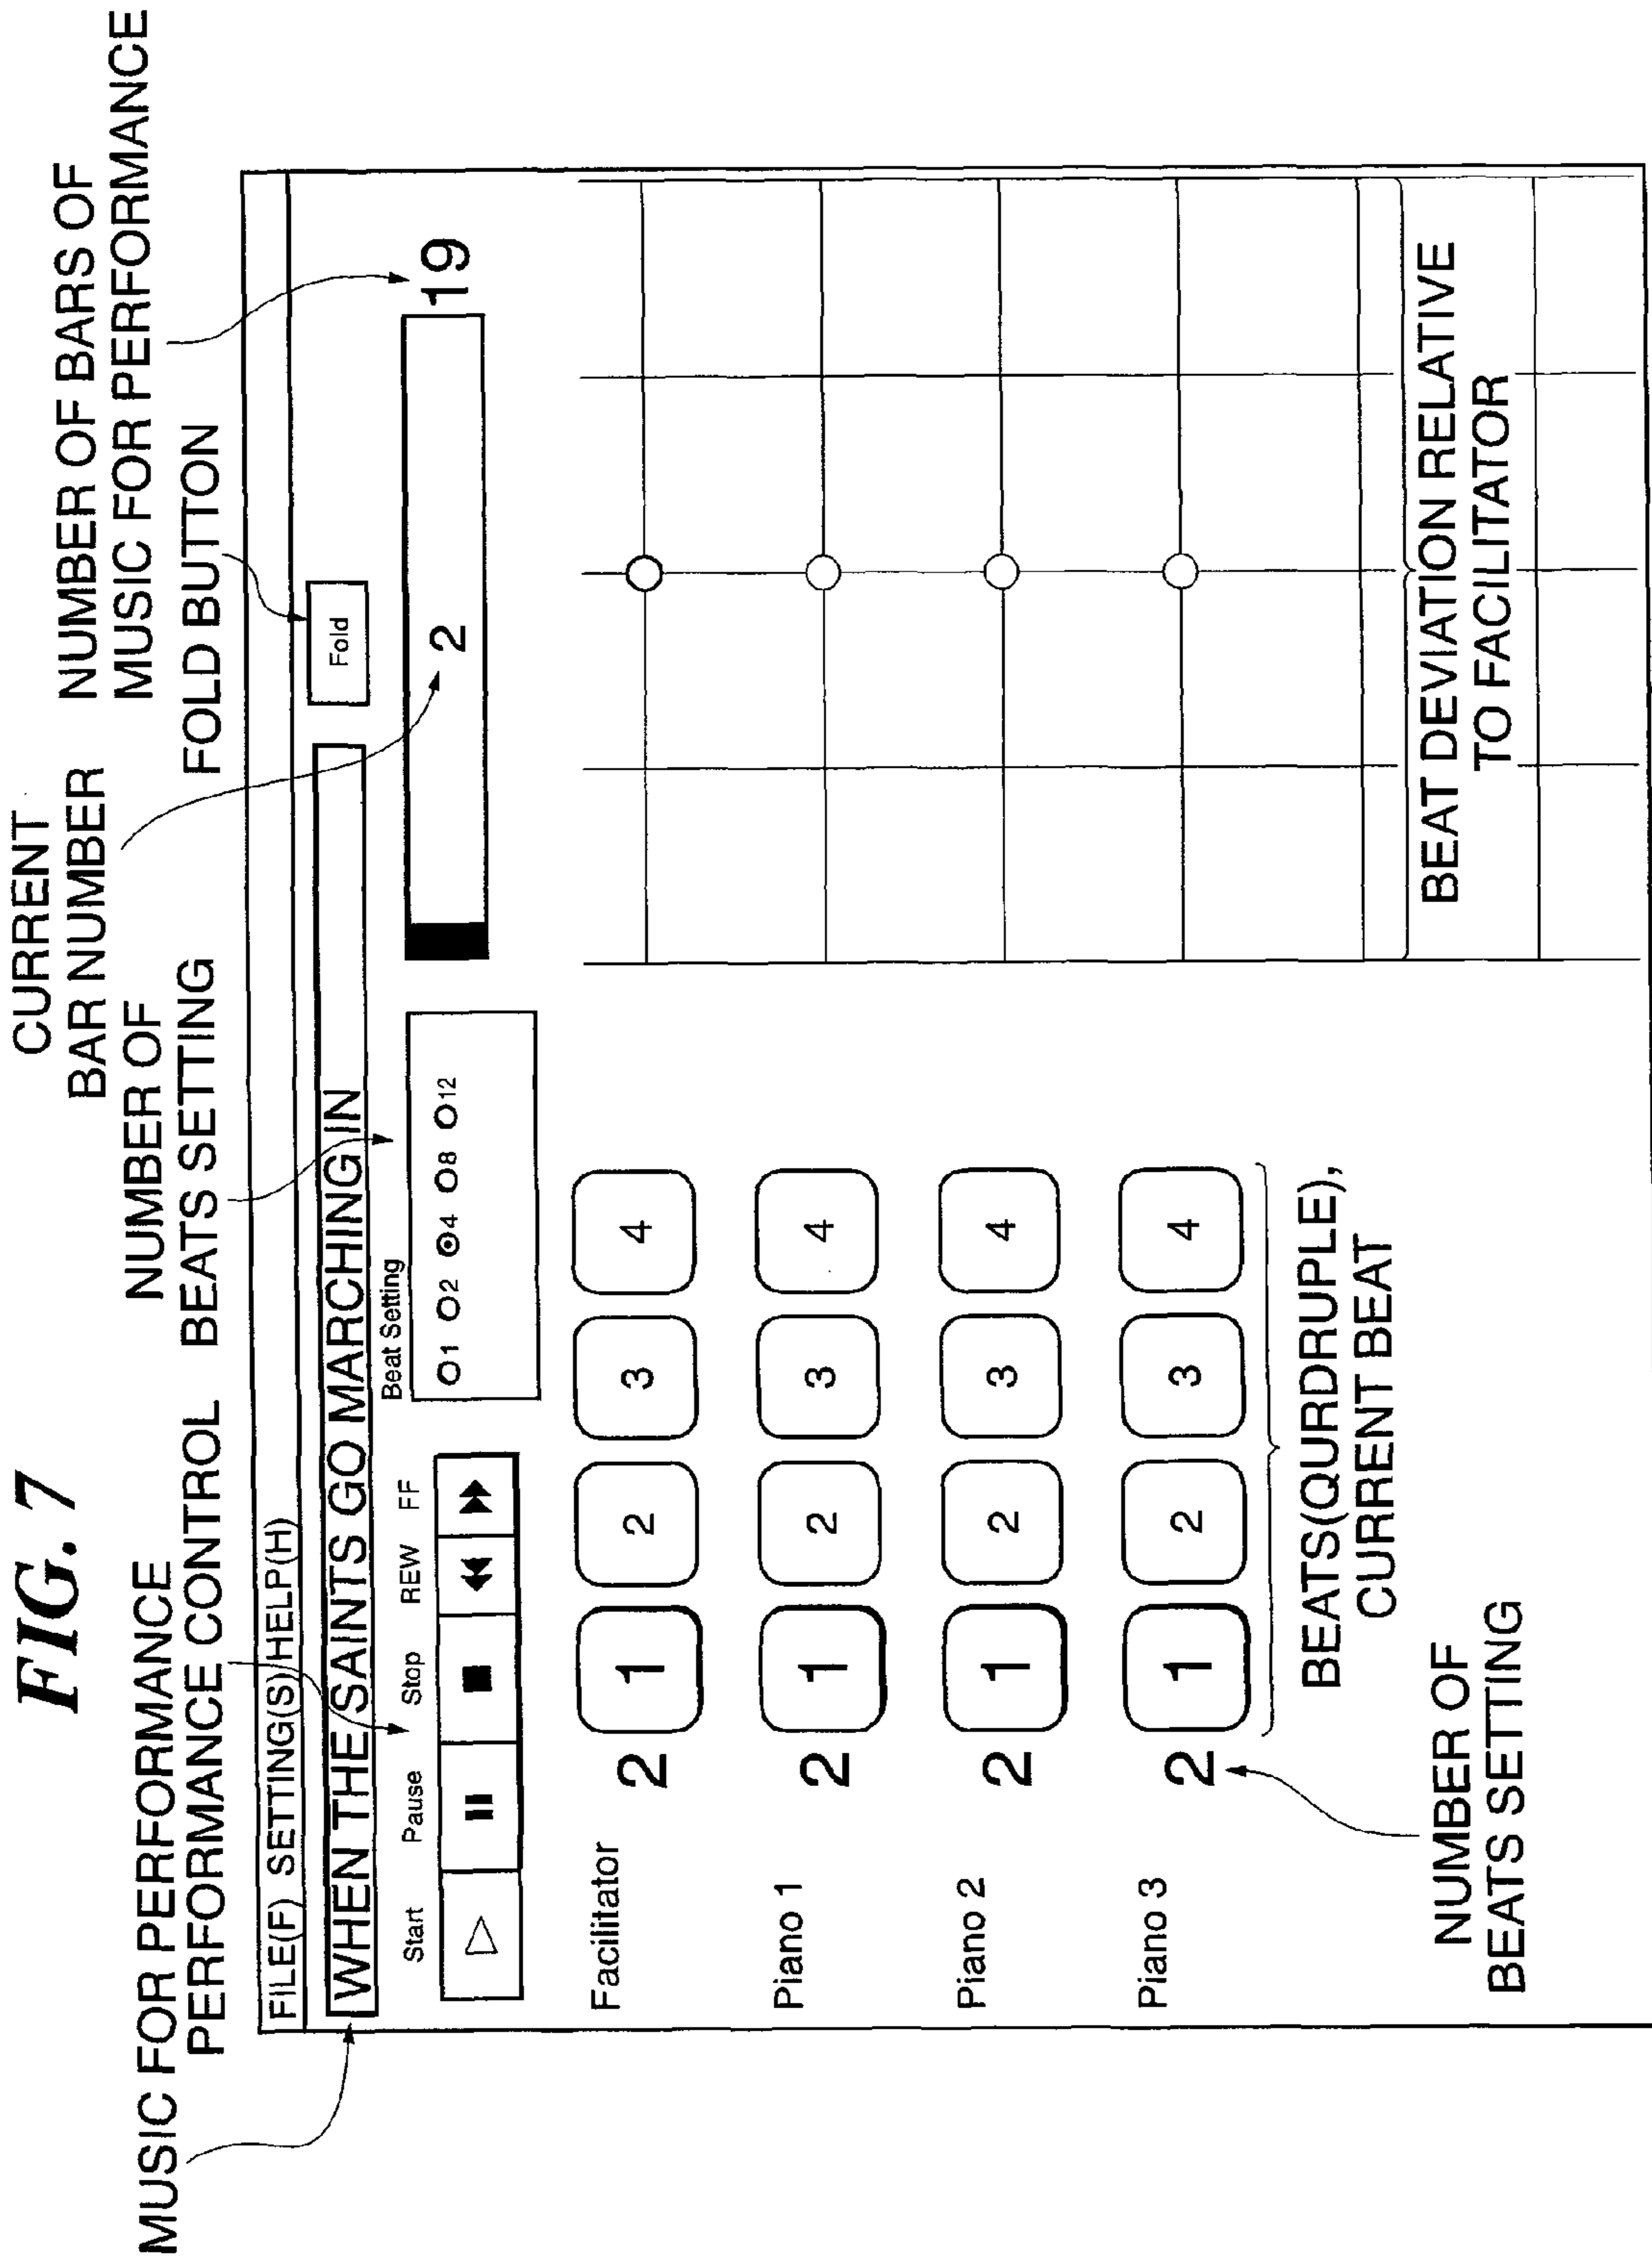 FIG. 7
MUSIC FOR PERFORMANCE
PERFORMANCE CONTROL
NUMBER OF
BEATS SETTING
CURRENT
BAR NUMBER
FOLD BUTTON
NUMBER OF BARS OF
MUSIC FOR PERFORMANCE
FILE(F) SETTING(S) HELP(H)
WHEN THE SAINTS GO MARCHING IN
Fold
Start Pause Stop REW FF
Beat Setting
1 2 4 8 12
2 19
Facilitator 2 1 2 3 4
Piano 1 2 1 2 3 4
Piano 2 2 1 2 3 4
Piano 3 2 1 2 3 4
BEATS(QURDRUPLE),
CURRENT BEAT
BEAT DEVIATION RELATIVE
TO FACILITATOR
NUMBER OF
BEATS SETTING